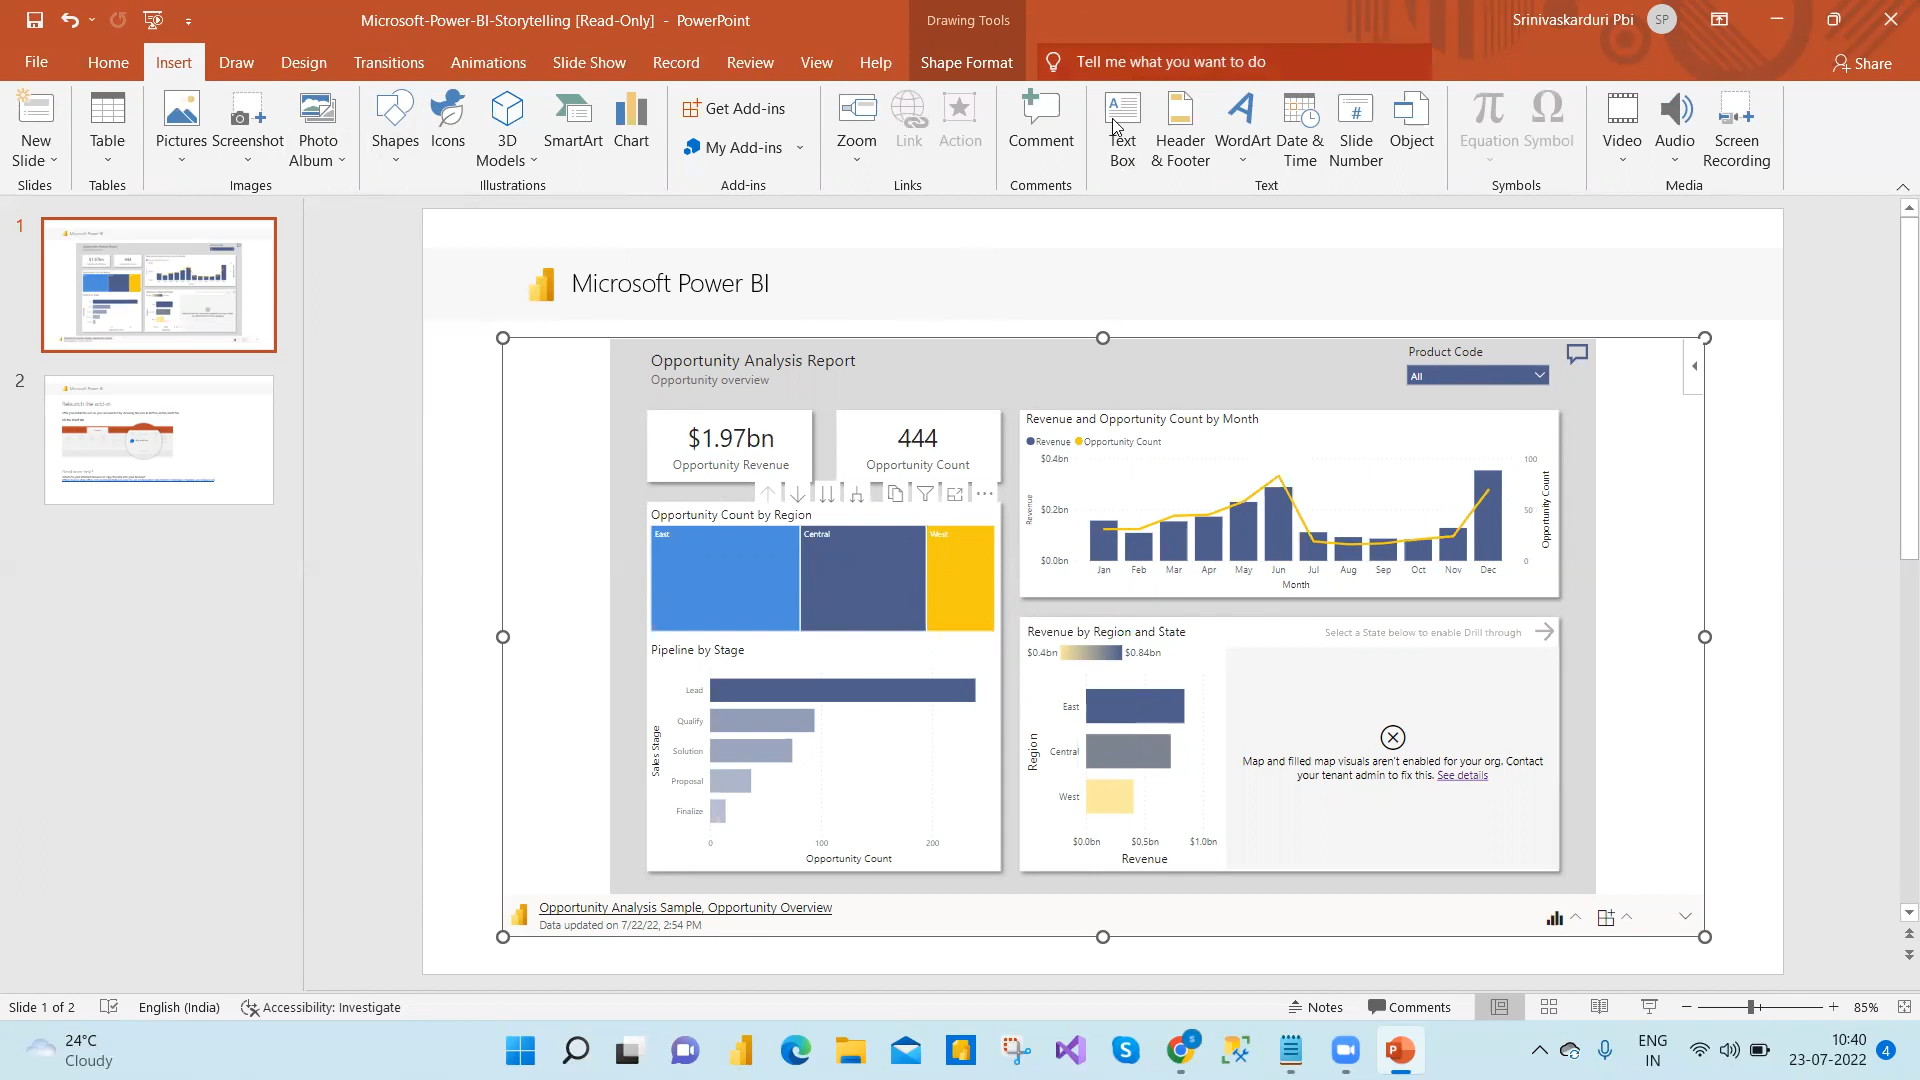 Microsoft-Power-BI-Storytelling [Read-Only] - PowerPoint
Drawing Tools
Srinivaskarduri Pbi
SP
File Home Insert Draw Design Transitions Animations Slide Show Record Review View Help Shape Format
Tell me what you want to do
Share
New Slide
Table
Pictures
Screenshot
Photo Album
Shapes
Icons
3D Models
SmartArt
Chart
Get Add-ins
My Add-ins
Zoom
Link
Action
Comment
Text Box
Header & Footer
WordArt
Date & Time
Slide Number
Object
Equation
Symbol
Video
Audio
Screen Recording
Slides Tables Images Illustrations Add-ins Links Comments Text Symbols Media
1
2
Microsoft Power BI
Opportunity Analysis Report
Opportunity overview
Product Code
All
$1.97bn
Opportunity Revenue
444
Opportunity Count
Revenue and Opportunity Count by Month
Revenue Opportunity Count
$0.4bn
$0.2bn
$0.0bn
Revenue
100
50
0
Opportunity Count
Jan Feb Mar Apr May Jun Jul Aug Sep Oct Nov Dec
Month
Opportunity Count by Region
East Central West
Pipeline by Stage
Sales Stage
Lead
Qualify
Solution
Proposal
Finalize
0 100 200
Opportunity Count
Revenue by Region and State
Select a State below to enable Drill through
$0.4bn $0.84bn
Region
East
Central
West
$0.0bn $0.5bn $1.0bn
Revenue
Map and filled map visuals aren't enabled for your org. Contact
your tenant admin to fix this. See details
Opportunity Analysis Sample, Opportunity Overview
Data updated on 7/22/22, 2:54 PM
Slide 1 of 2 English (India) Accessibility: Investigate
Notes Comments 85%
24°C
Cloudy
ENG
IN
10:40
23-07-2022
4